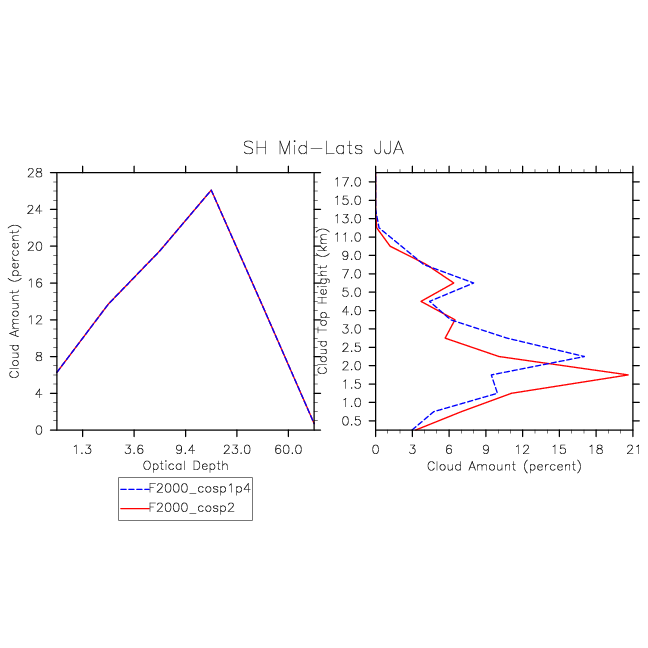 SH Mid-Lats JJA
Cloud Amount (percent)
28
24
20
16
12
8
4
0
1.3 3.6 9.4 23.0 60.0
Optical Depth
Cloud Top Height (km)
17.0
15.0
13.0
11.0
9.0
7.0
5.0
4.0
3.0
2.5
2.0
1.5
1.0
0.5
0 3 6 9 12 15 18 21
Cloud Amount (percent)
F2000_cosp1p4
F2000_cosp2